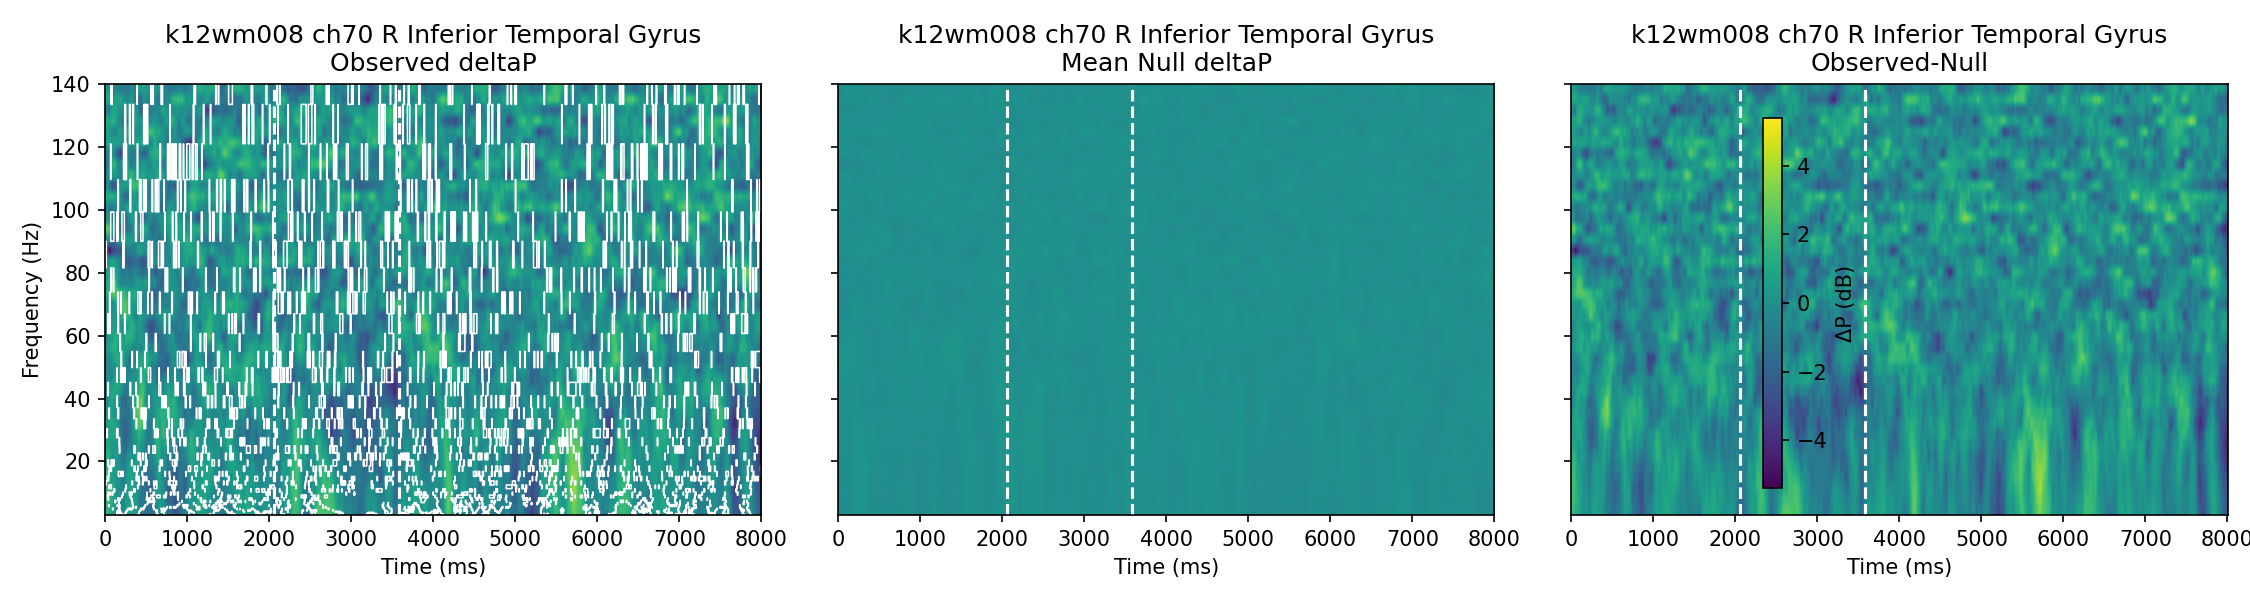 k12wm008 ch70 R Inferior Temporal Gyrus
Observed deltaP
k12wm008 ch70 R Inferior Temporal Gyrus
Mean Null deltaP
k12wm008 ch70 R Inferior Temporal Gyrus
Observed-Null
140
120
100
80
60
40
20
Frequency (Hz)
0 1000 2000 3000 4000 5000 6000 7000 8000
Time (ms)
0 1000 2000 3000 4000 5000 6000 7000 8000
Time (ms)
4
2
0
−2
−4
ΔP (dB)
0 1000 2000 3000 4000 5000 6000 7000 8000
Time (ms)